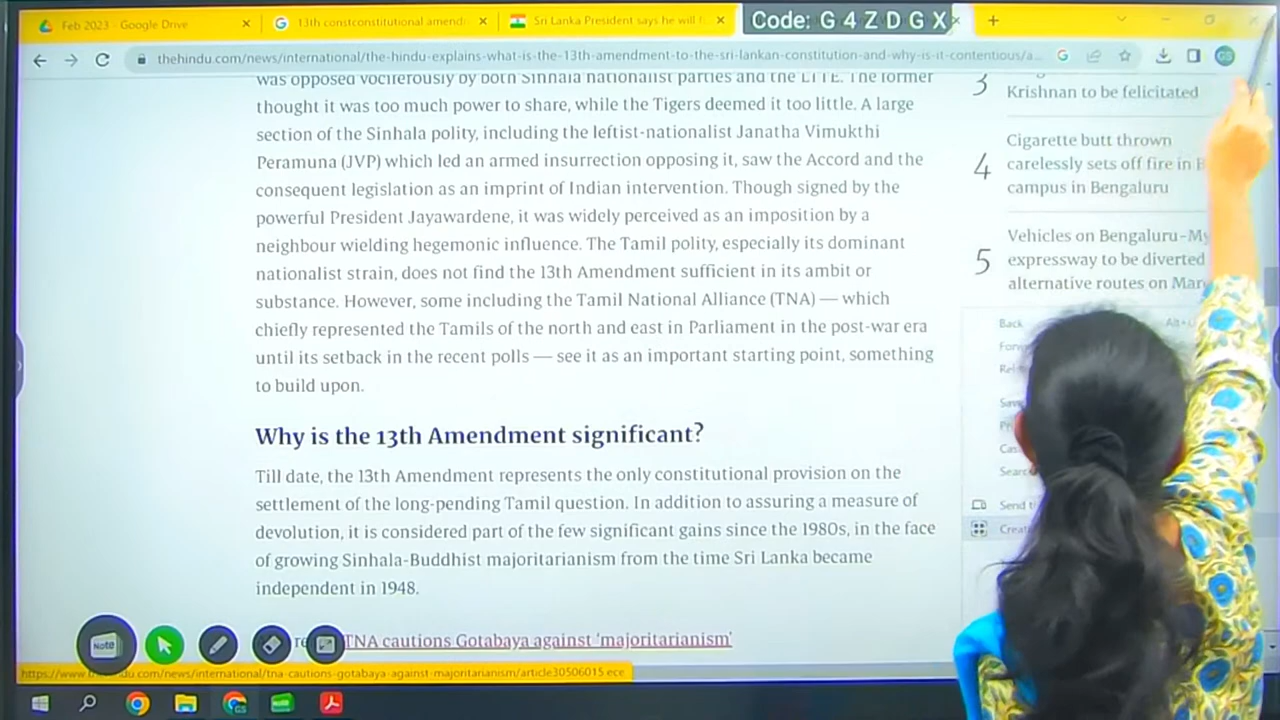 Feb 2023 - Google Drive
13th constconstitutional amend
Sri Lanka President says he will f
Code: G 4 Z D G X
thehindu.com/news/international/the-hindu-explains-what-is-the-13th-amendment-to-the-sri-lankan-constitution-and-why-is-it-contentious/a...
GS
was opposed vociferously by both Sinhala nationalist parties and the LTTE. The former
thought it was too much power to share, while the Tigers deemed it too little. A large
section of the Sinhala polity, including the leftist-nationalist Janatha Vimukthi
Peramuna (JVP) which led an armed insurrection opposing it, saw the Accord and the
consequent legislation as an imprint of Indian intervention. Though signed by the
powerful President Jayawardene, it was widely perceived as an imposition by a
neighbour wielding hegemonic influence. The Tamil polity, especially its dominant
nationalist strain, does not find the 13th Amendment sufficient in its ambit or
substance. However, some including the Tamil National Alliance (TNA) — which
chiefly represented the Tamils of the north and east in Parliament in the post-war era
until its setback in the recent polls — see it as an important starting point, something
to build upon.
Why is the 13th Amendment significant?
Till date, the 13th Amendment represents the only constitutional provision on the
settlement of the long-pending Tamil question. In addition to assuring a measure of
devolution, it is considered part of the few significant gains since the 1980s, in the face
of growing Sinhala-Buddhist majoritarianism from the time Sri Lanka became
independent in 1948.
TNA cautions Gotabaya against 'majoritarianism'
3
Krishnan to be felicitated
4
Cigarette butt thrown
carelessly sets off fire in
campus in Bengaluru
5
Vehicles on Bengaluru-My
expressway to be diverted
alternative routes on Mar
Back
Send
Note